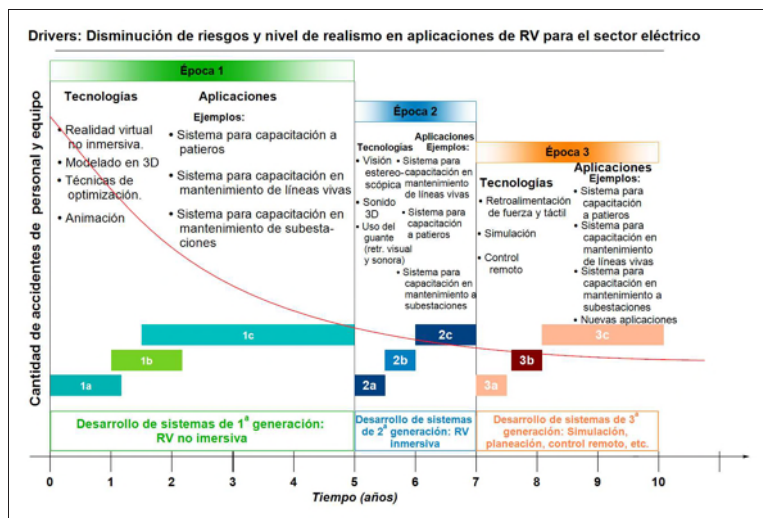 Drivers: Disminución de riesgos y nivel de realismo en aplicaciones de RV para el sector eléctrico
Cantidad de accidentes de personal y equipo
Época 1
Tecnologías
• Realidad virtual
no inmersiva.
• Modelado en 3D
• Técnicas de
optimización.
• Animación
Aplicaciones
Ejemplos:
• Sistema para capacitación a
patieros
• Sistema para capacitación en
mantenimiento de líneas vivas
• Sistema para capacitación en
mantenimiento de subesta-
ciones
Época 2
Tecnologías
• Visión
estereo-
scópica
• Sonido
3D
• Uso del
guante
(retr. visual
y sonora)
Aplicaciones
Ejemplos:
• Sistema para
capacitación en
mantenimiento
de líneas vivas
• Sistema para
capacitación
a patieros
• Sistema para
capacitación en
mantenimiento a
subestaciones
Época 3
Tecnologías
• Retroalimentación
de fuerza y táctil
• Simulación
• Control
remoto
Aplicaciones
Ejemplos:
• Sistema para
capacitación
a patieros
• Sistema para
capacitación en
mantenimiento
de líneas vivas
• Sistema para
capacitación en
mantenimiento a
subestaciones
• Nuevas aplicaciones
1c
2c
3c
1b
2b
3b
1a
2a
3a
Desarrollo de sistemas de 1ª generación:
RV no imersiva
Desarrollo de sistemas
de 2ª generación: RV
inmersiva
Desarrollo de sistemas de 3ª
generación: Simulación,
planeación, control remoto, etc.
0 1 2 3 4 5 6 7 8 9 10
Tiempo (años)